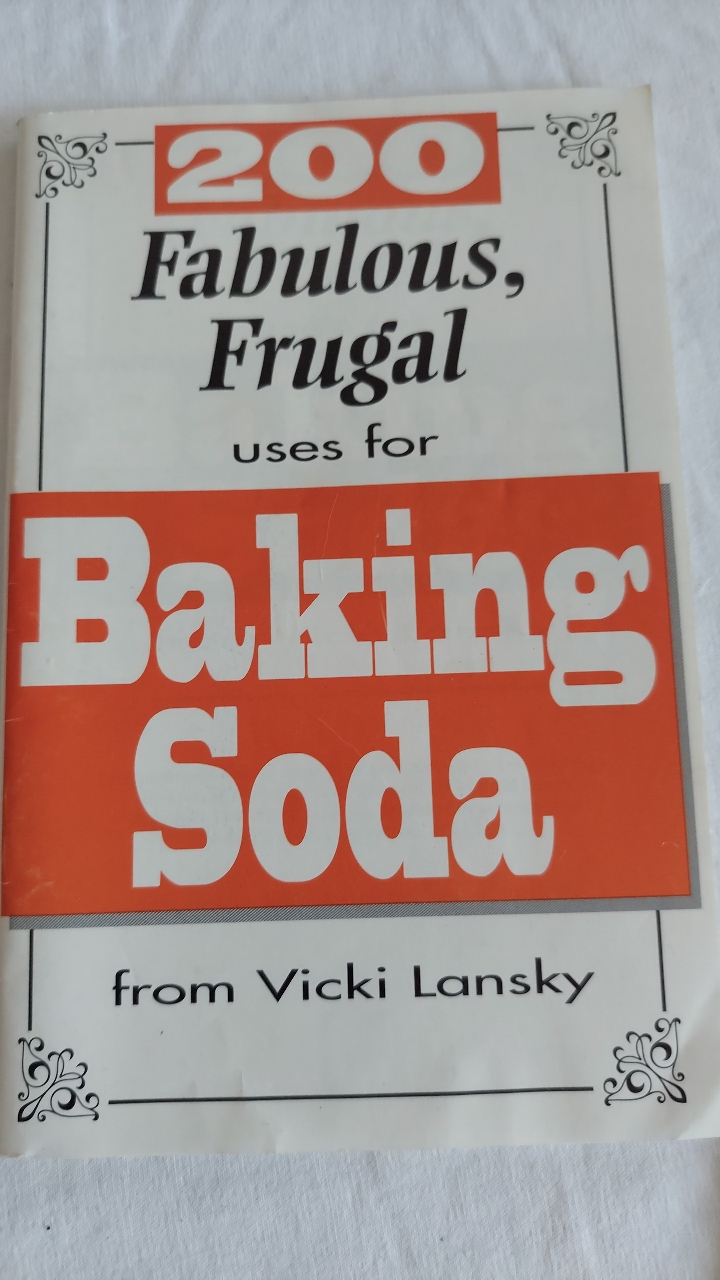 200
Fabulous,
Frugal
uses for
Baking
Soda
from Vicki Lansky